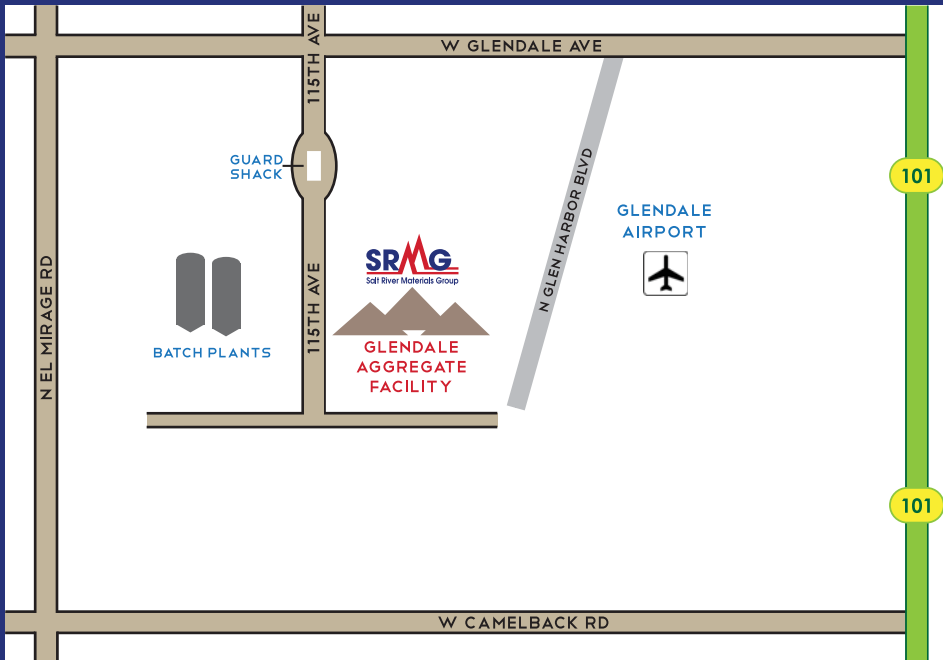 115TH AVE
W GLENDALE AVE
GUARD
SHACK
101
N GLEN HARBOR BLVD
GLENDALE
AIRPORT
N EL MIRAGE RD
115TH AVE
SRMG
Salt River Materials Group
BATCH PLANTS
GLENDALE
AGGREGATE
FACILITY
101
W CAMELBACK RD